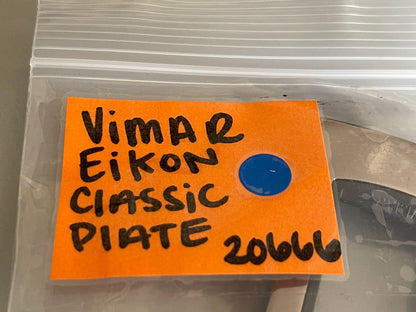 VIMAR
EIKON
CLASSIC
PLATE 20666